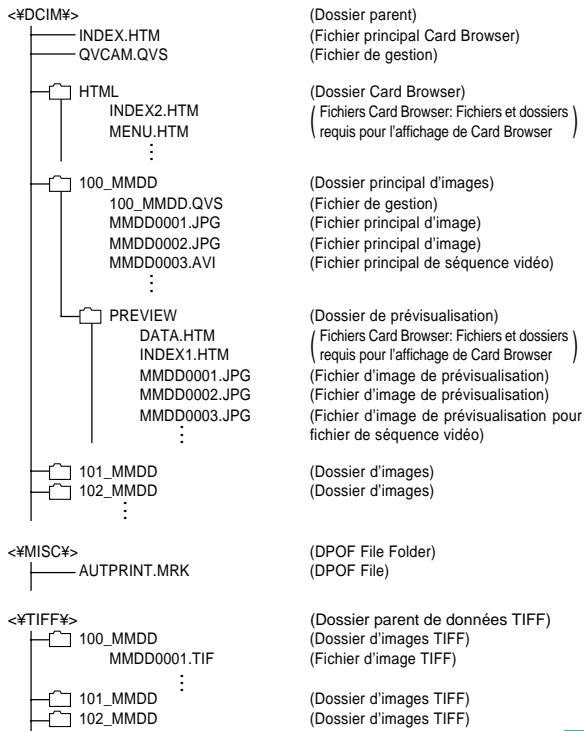 <¥DCIM¥> (Dossier parent)
INDEX.HTM (Fichier principal Card Browser)
QVCAM.QVS (Fichier de gestion)
HTML (Dossier Card Browser)
INDEX2.HTM ( Fichiers Card Browser: Fichiers et dossiers )
MENU.HTM requis pour l'affichage de Card Browser
100_MMDD (Dossier principal d'images)
100_MMDD.QVS (Fichier de gestion)
MMDD0001.JPG (Fichier principal d'image)
MMDD0002.JPG (Fichier principal d'image)
MMDD0003.AVI (Fichier principal de séquence vidéo)
PREVIEW (Dossier de prévisualisation)
DATA.HTM ( Fichiers Card Browser: Fichiers et dossiers )
INDEX1.HTM requis pour l'affichage de Card Browser
MMDD0001.JPG (Fichier d'image de prévisualisation)
MMDD0002.JPG (Fichier d'image de prévisualisation)
MMDD0003.JPG (Fichier d'image de prévisualisation pour
fichier de séquence vidéo)
101_MMDD (Dossier d'images)
102_MMDD (Dossier d'images)
<¥MISC¥> (DPOF File Folder)
AUTPRINT.MRK (DPOF File)
<¥TIFF¥> (Dossier parent de données TIFF)
100_MMDD (Dossier d'images TIFF)
MMDD0001.TIF (Fichier d'image TIFF)
101_MMDD (Dossier d'images TIFF)
102_MMDD (Dossier d'images TIFF)